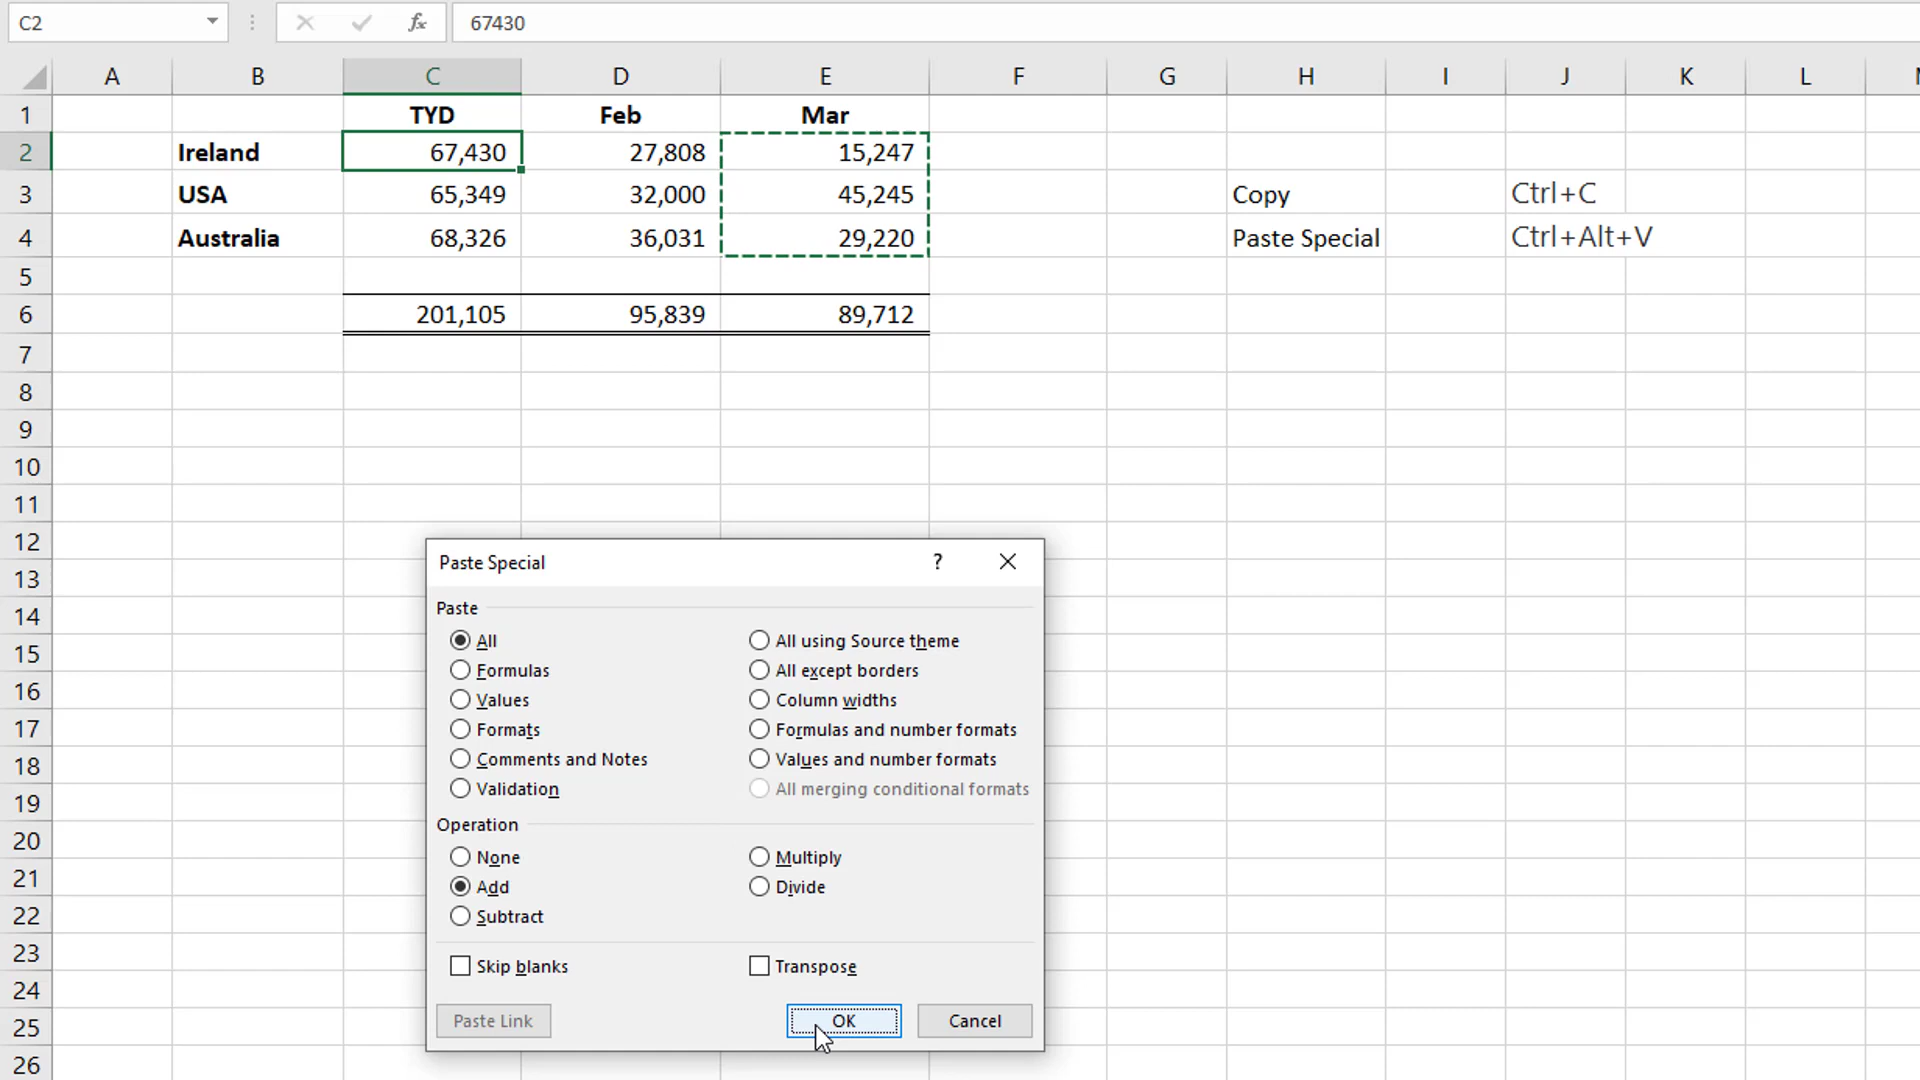 C2 fx 67430
A B C D E F G H I J K L
1 TYD Feb Mar
2 Ireland 67,430 27,808 15,247
3 USA 65,349 32,000 45,245 Copy Ctrl+C
4 Australia 68,326 36,031 29,220 Paste Special Ctrl+Alt+V
5
6 201,105 95,839 89,712
7
8
9
10
11
12
13
14
15
16
17
18
19
20
21
22
23
24
25
26
Paste Special ?
Paste
All All using Source theme
Formulas All except borders
Values Column widths
Formats Formulas and number formats
Comments and Notes Values and number formats
Validation All merging conditional formats
Operation
None Multiply
Add Divide
Subtract
Skip blanks Transpose
Paste Link OK Cancel